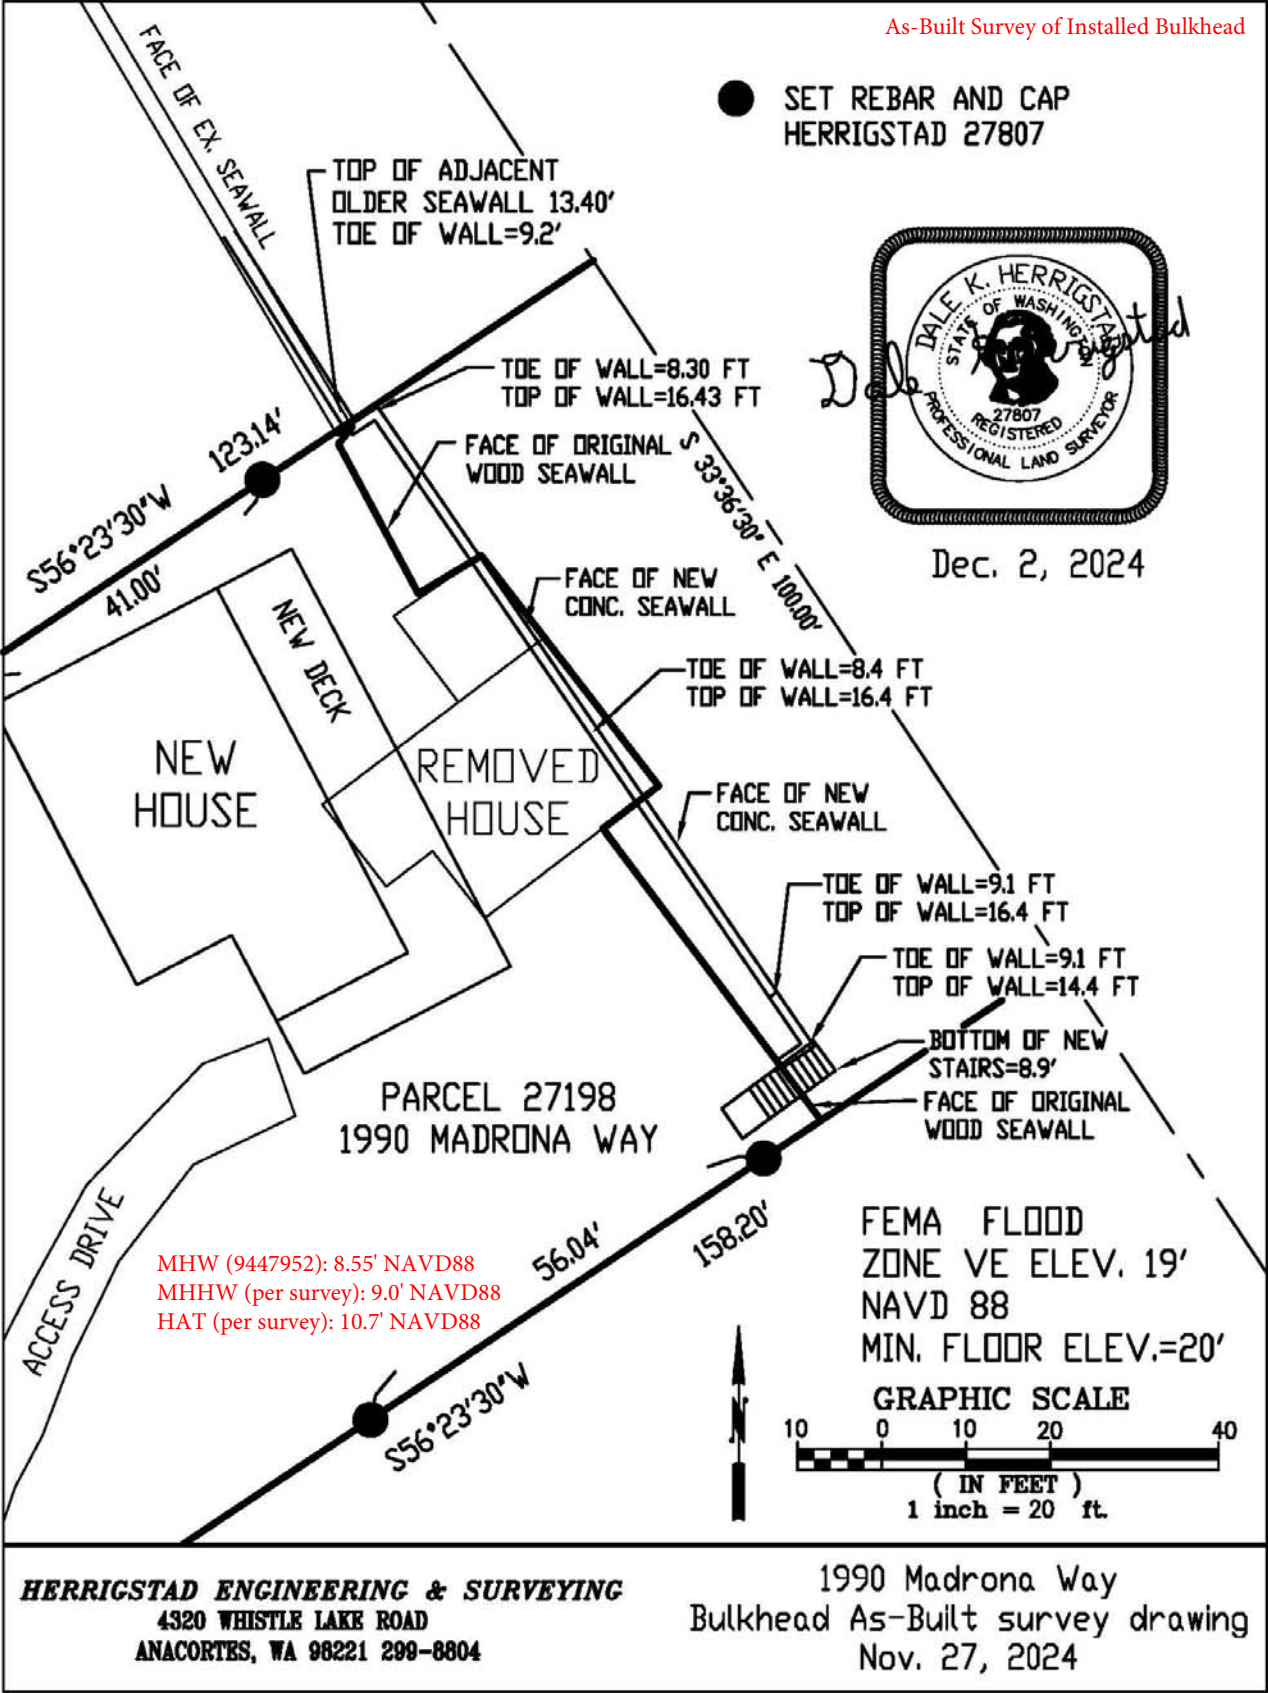 As-Built Survey of Installed Bulkhead
SET REBAR AND CAP
HERRIGSTAD 27807
FACE OF EX. SEAWALL
TOP OF ADJACENT
OLDER SEAWALL 13.40'
TOE OF WALL=9.2'
DALE K. HERRIGSTAD
STATE OF WASHINGTON
27807
REGISTERED
PROFESSIONAL LAND SURVEYOR
Dale Herrigstad
Dec. 2, 2024
TOE OF WALL=8.30 FT
TOP OF WALL=16.43 FT
FACE OF ORIGINAL
WOOD SEAWALL
S 33°36'30" E 100.00'
123.14'
S56°23'30"W
41.00'
FACE OF NEW
CONC. SEAWALL
NEW DECK
TOE OF WALL=8.4 FT
TOP OF WALL=16.4 FT
NEW
HOUSE
REMOVED
HOUSE
FACE OF NEW
CONC. SEAWALL
TOE OF WALL=9.1 FT
TOP OF WALL=16.4 FT
TOE OF WALL=9.1 FT
TOP OF WALL=14.4 FT
BOTTOM OF NEW
STAIRS=8.9'
FACE OF ORIGINAL
WOOD SEAWALL
PARCEL 27198
1990 MADRONA WAY
ACCESS DRIVE
MHW (9447952): 8.55' NAVD88
MHHW (per survey): 9.0' NAVD88
HAT (per survey): 10.7' NAVD88
56.04'
158.20'
S56°23'30"W
FEMA FLOOD
ZONE VE ELEV. 19'
NAVD 88
MIN. FLOOR ELEV.=20'
N
GRAPHIC SCALE
10 0 10 20 40
( IN FEET )
1 inch = 20 ft.
HERRIGSTAD ENGINEERING & SURVEYING
4320 WHISTLE LAKE ROAD
ANACORTES, WA 98221 299-8804
1990 Madrona Way
Bulkhead As-Built survey drawing
Nov. 27, 2024